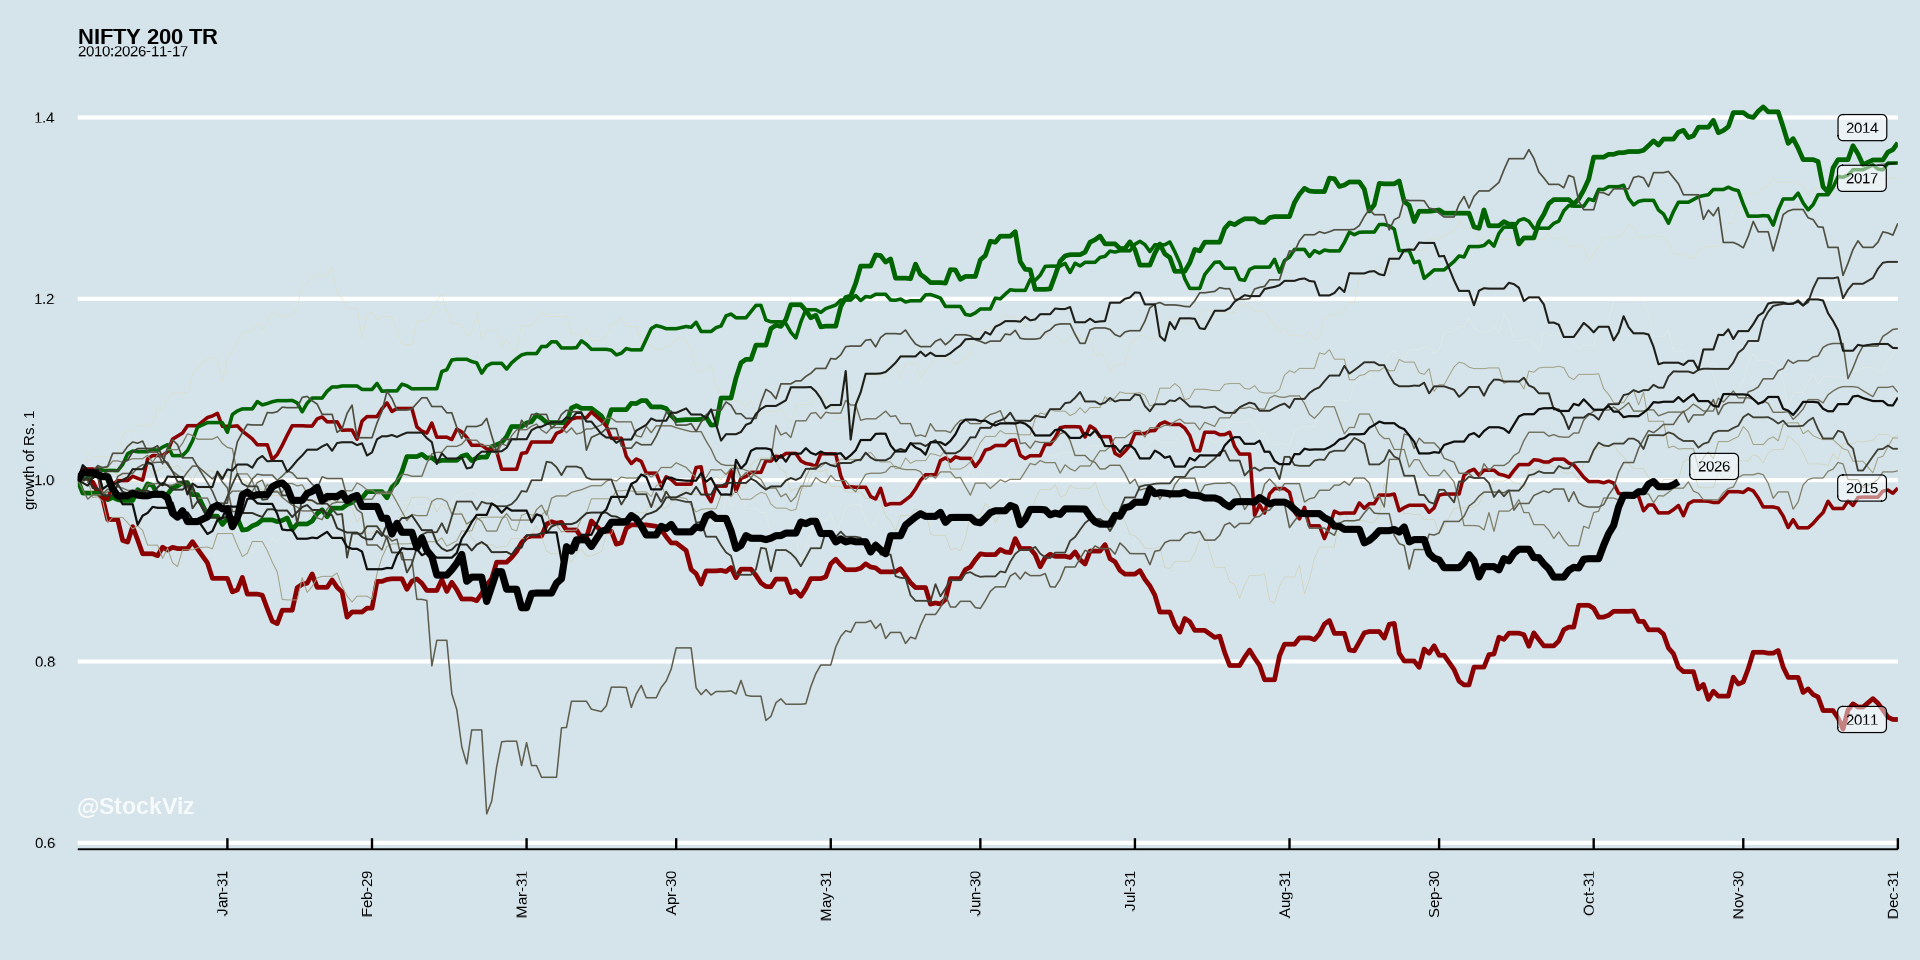 NIFTY 200 TR
2010:2026-11-17
growth of Rs. 1
1.4
1.2
1.0
0.8
0.6
2014
2017
2026
2015
2011
@StockViz
Jan-31
Feb-29
Mar-31
Apr-30
May-31
Jun-30
Jul-31
Aug-31
Sep-30
Oct-31
Nov-30
Dec-31